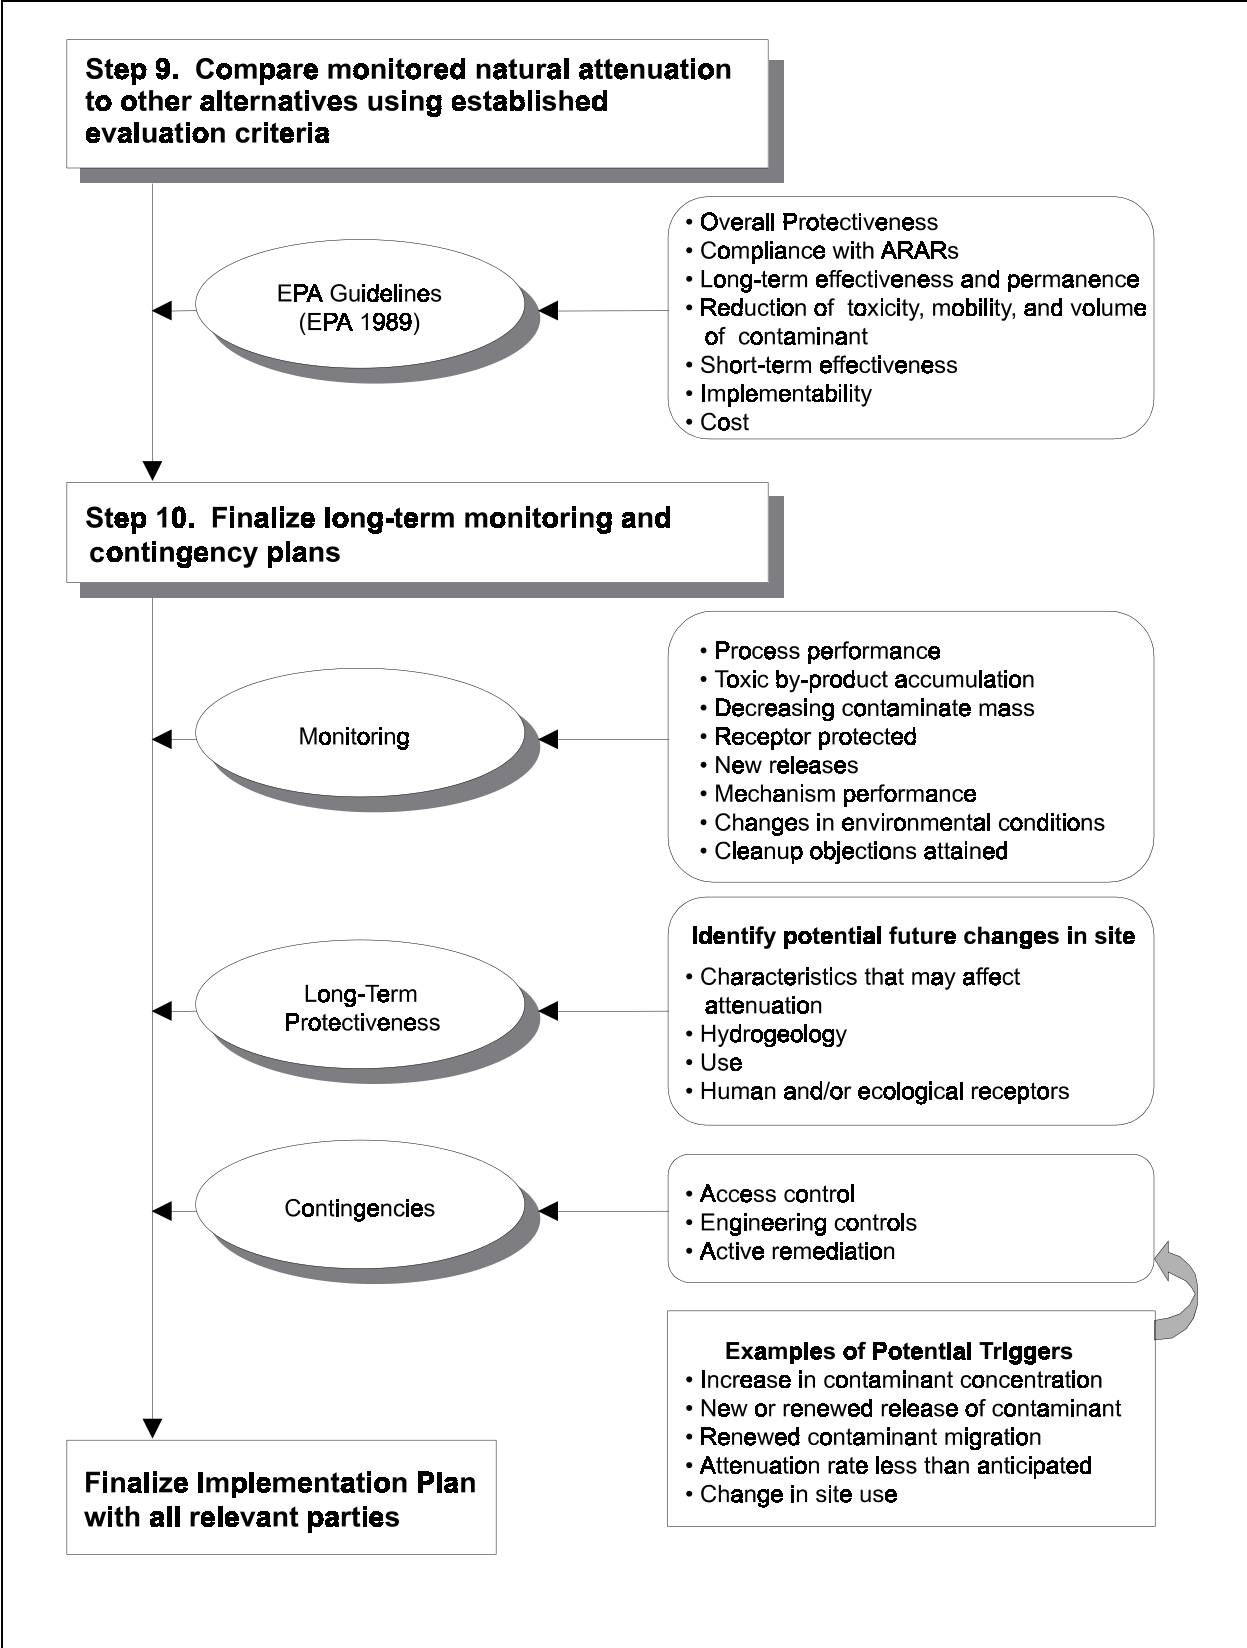 Step 9.  Compare monitored natural attenuation
to other alternatives using established
evaluation criteria
EPA Guidelines
(EPA 1989)
• Overall Protectiveness
• Compliance with ARARs
• Long-term effectiveness and permanence
• Reduction of  toxicity, mobility, and volume
of  contaminant
• Short-term effectiveness
• Implementability
• Cost
Step 10.  Finalize long-term monitoring and
contingency plans
Monitoring
• Process performance
• Toxic by-product accumulation
• Decreasing contaminate mass
• Receptor protected
• New releases
• Mechanism performance
• Changes in environmental conditions
• Cleanup objections attained
Long-Term
Protectiveness
Identify potential future changes in site
• Characteristics that may affect
attenuation
• Hydrogeology
• Use
• Human and/or ecological receptors
Contingencies
• Access control
• Engineering controls
• Active remediation
Examples of Potential Triggers
• Increase in contaminant concentration
• New or renewed release of contaminant
• Renewed contaminant migration
• Attenuation rate less than anticipated
• Change in site use
Finalize Implementation Plan
with all relevant parties